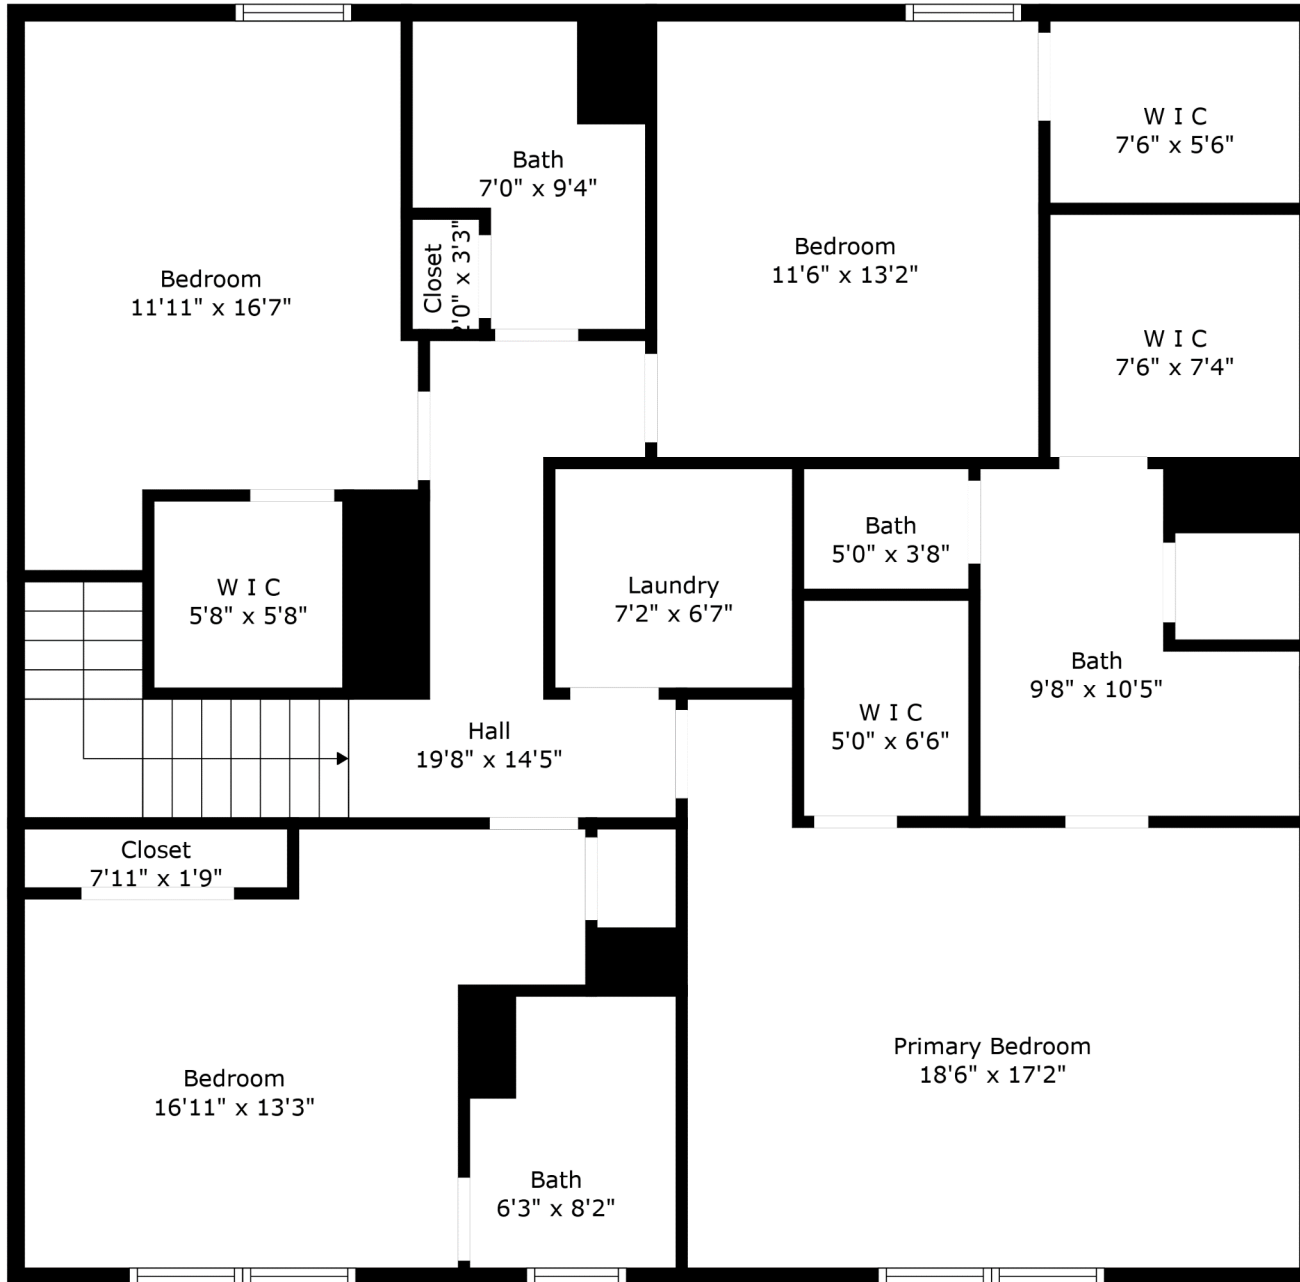 W I C
7'6" x 5'6"
Bath
7'0" x 9'4"
Bedroom
11'6" x 13'2"
Closet
2'0" x 3'3"
Bedroom
11'11" x 16'7"
W I C
7'6" x 7'4"
Bath
5'0" x 3'8"
W I C
5'8" x 5'8"
Laundry
7'2" x 6'7"
Bath
9'8" x 10'5"
W I C
5'0" x 6'6"
Hall
19'8" x 14'5"
Closet
7'11" x 1'9"
Primary Bedroom
18'6" x 17'2"
Bedroom
16'11" x 13'3"
Bath
6'3" x 8'2"